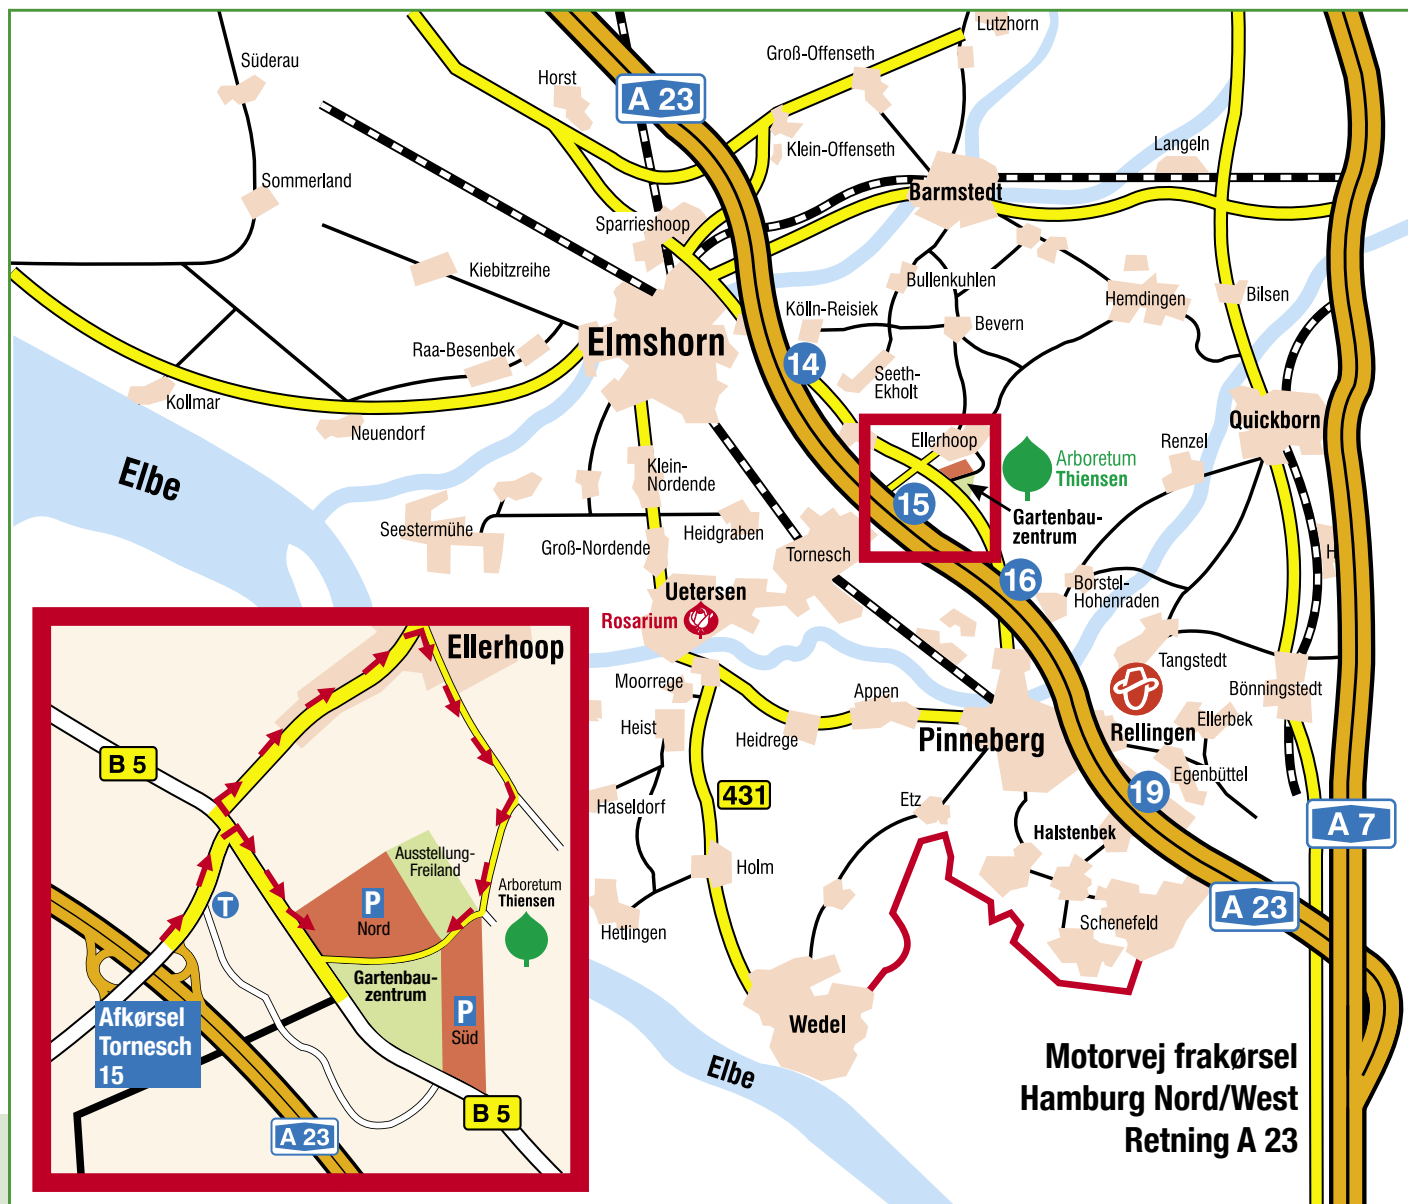 Lutzhorn
Groß-Offenseth
Süderau
Horst
A 23
Klein-Offenseth
Langeln
Sommerland
Barmstedt
Sparrieshoop
Kiebitzreihe
Bullenkuhlen
Hemdingen
Bilsen
Kölln-Reisiek
Bevern
Elmshorn
Raa-Besenbek
14
Seeth-
Ekholt
Kollmar
Neuendorf
Quickborn
Ellerhoop
Renzel
Arboretum
Thiensen
Elbe
Klein-
Nordende
15
Gartenbau-
zentrum
Seestermühe
Heidgraben
Groß-Nordende
Tornesch
16
Borstel-
Hohenraden
Uetersen
Rosarium
Tangstedt
Moorrege
Appen
Bönningstedt
Heist
Heidrege
Pinneberg
Rellingen
Ellerbek
Egenbüttel
431
Haseldorf
Etz
19
Halstenbek
A 7
Holm
A 23
Schenefeld
Hetlingen
Wedel
Elbe
Motorvej frakørsel
Hamburg Nord/West
Retning A 23
Ellerhoop
B 5
Ausstellung-
Freiland
Arboretum
Thiensen
P
Nord
T
Gartenbau-
zentrum
P
Süd
Afkørsel
Tornesch
15
B 5
A 23